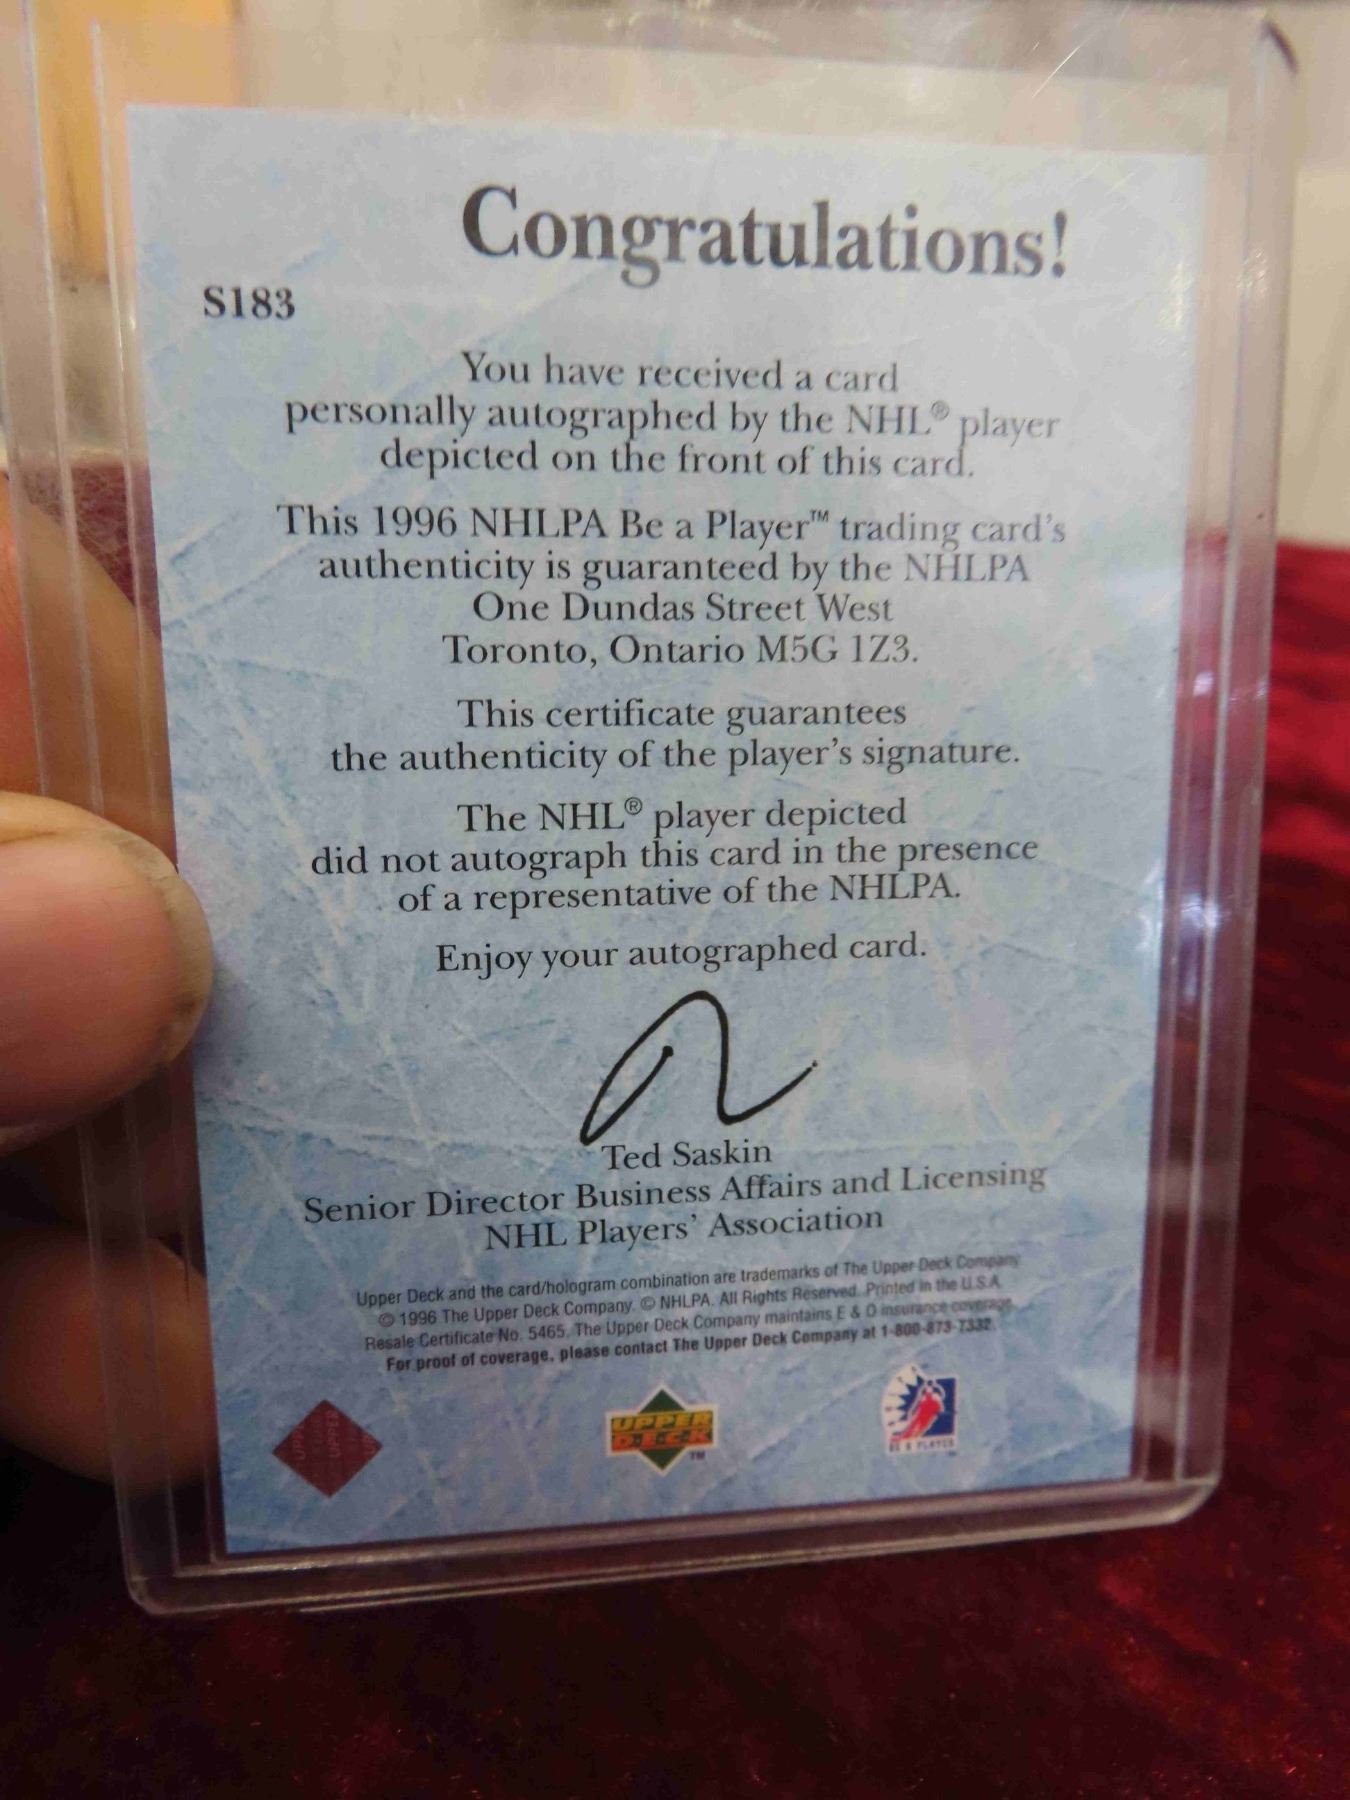 Congratulations!
S183
You have received a card
personally autographed by the NHL® player
depicted on the front of this card.
This 1996 NHLPA Be a Player™ trading card's
authenticity is guaranteed by the NHLPA
One Dundas Street West
Toronto, Ontario M5G 1Z3.
This certificate guarantees
the authenticity of the player's signature.
The NHL® player depicted
did not autograph this card in the presence
of a representative of the NHLPA.
Enjoy your autographed card.
Ted Saskin
Senior Director Business Affairs and Licensing
NHL Players' Association
Upper Deck and the card/hologram combination are trademarks of The Upper Deck Company
© 1996 The Upper Deck Company. © NHLPA. All Rights Reserved. Printed in the U.S.A.
Resale Certificate No. 5465. The Upper Deck Company maintains E & O insurance coverage.
For proof of coverage, please contact The Upper Deck Company at 1-800-873-7332.
UPPER
UPPER
DECK™
BE A PLAYER